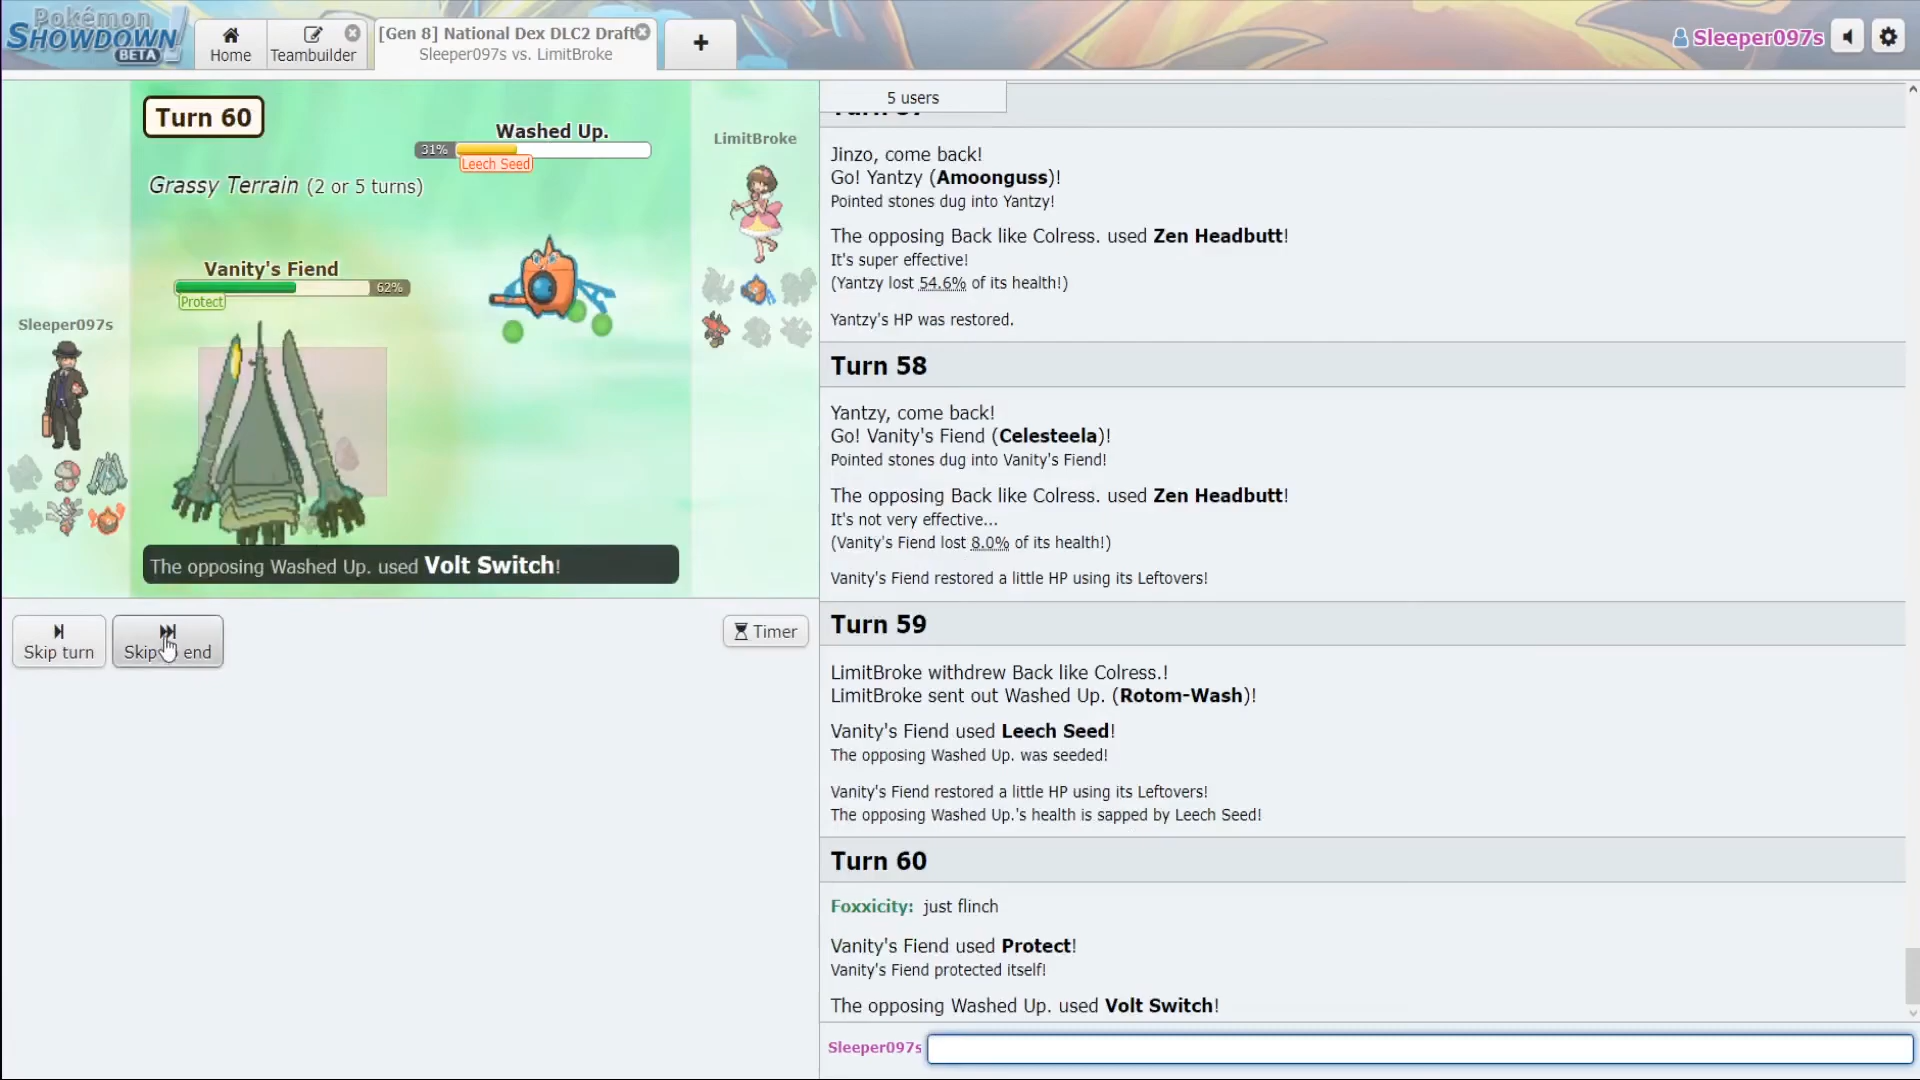 Pokémon
SHOWDOWN!
BETA
Home
Teambuilder
[Gen 8] National Dex DLC2 Draft
Sleeper097s vs. LimitBroke
+
Sleeper097s
Turn 60
Washed Up.
31%
Leech Seed
Grassy Terrain (2 or 5 turns)
LimitBroke
Vanity's Fiend
62%
Protect
Sleeper097s
The opposing Washed Up. used Volt Switch!
Skip turn
Skip end
Timer
5 users
Jinzo, come back!
Go! Yantzy (Amoonguss)!
Pointed stones dug into Yantzy!
The opposing Back like Colress. used Zen Headbutt!
It's super effective!
(Yantzy lost 54.6% of its health!)
Yantzy's HP was restored.
Turn 58
Yantzy, come back!
Go! Vanity's Fiend (Celesteela)!
Pointed stones dug into Vanity's Fiend!
The opposing Back like Colress. used Zen Headbutt!
It's not very effective...
(Vanity's Fiend lost 8.0% of its health!)
Vanity's Fiend restored a little HP using its Leftovers!
Turn 59
LimitBroke withdrew Back like Colress.!
LimitBroke sent out Washed Up. (Rotom-Wash)!
Vanity's Fiend used Leech Seed!
The opposing Washed Up. was seeded!
Vanity's Fiend restored a little HP using its Leftovers!
The opposing Washed Up.'s health is sapped by Leech Seed!
Turn 60
Foxxicity: just flinch
Vanity's Fiend used Protect!
Vanity's Fiend protected itself!
The opposing Washed Up. used Volt Switch!
Sleeper097s